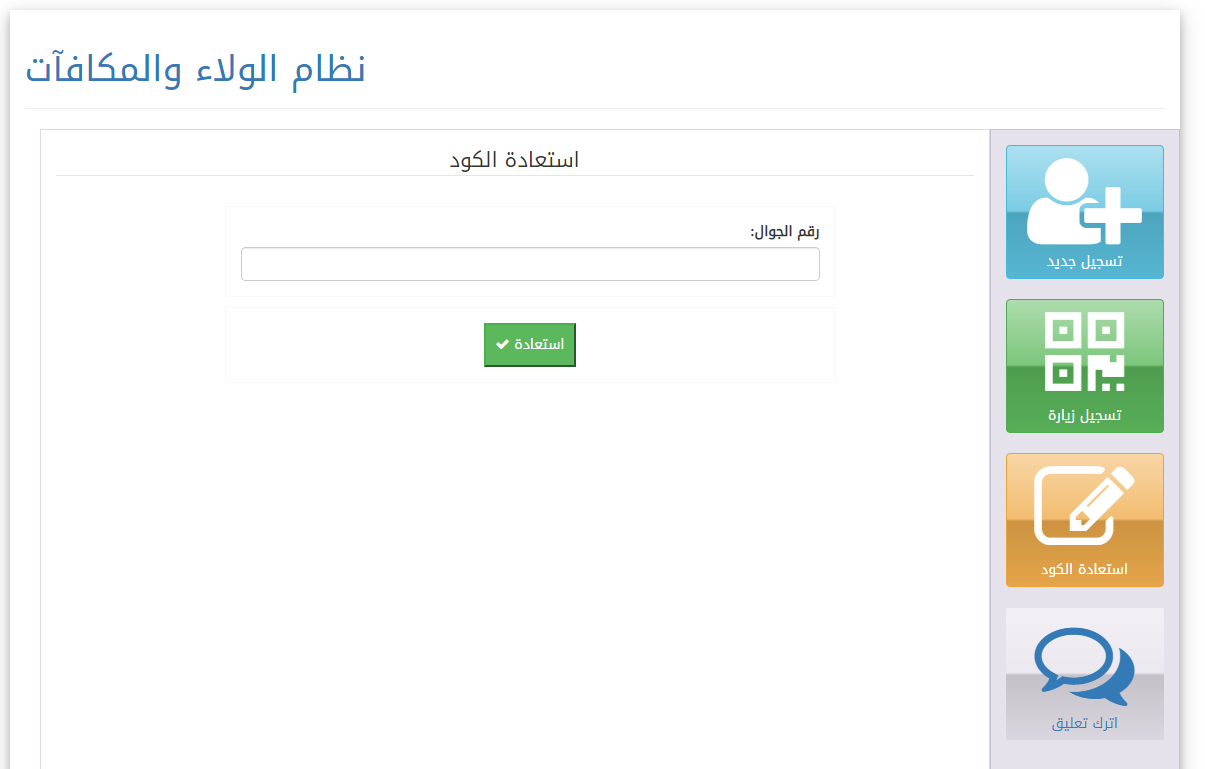 نظام الولاء والمكافآت
تسجيل جديد
تسجيل زيارة
استعادة الكود
اترك تعليق
استعادة الكود
رقم الجوال:
استعادة